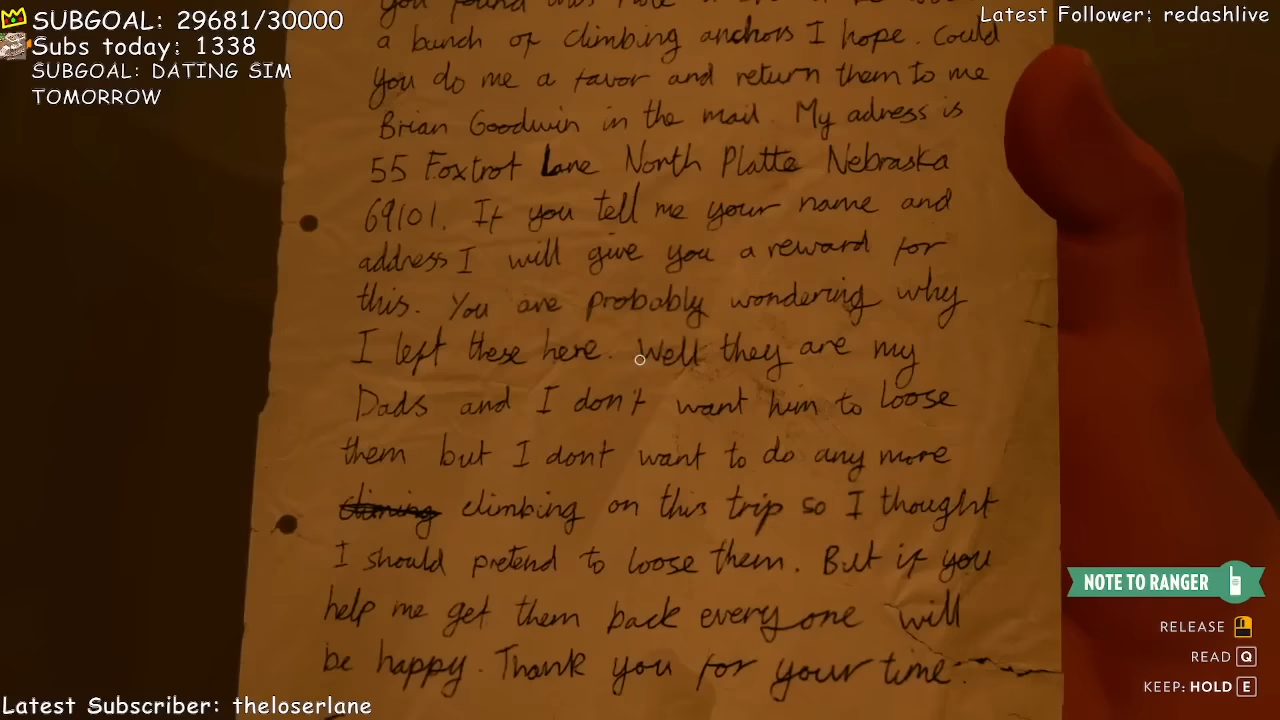 SUBGOAL: 29681/30000
Subs today: 1338
SUBGOAL: DATING SIM
TOMORROW
Latest Follower: redashlive
you found this note
a bunch of climbing anchors I hope. Could
you do me a favor and return them to me
Brian Goodwin in the mail. My adress is
55 Foxtrot Lane North Platte Nebraska
69101. If you tell me your name and
address I will give you a reward for
this. You are probably wondering why
I left these here. Well they are my
Dads and I don't want him to loose
them but I dont want to do any more
climing climbing on this trip so I thought
I should pretend to loose them. But if you
help me get them back everyone will
be happy. Thank you for your time.
NOTE TO RANGER
RELEASE
READ Q
KEEP: HOLD E
Latest Subscriber: theloserlane